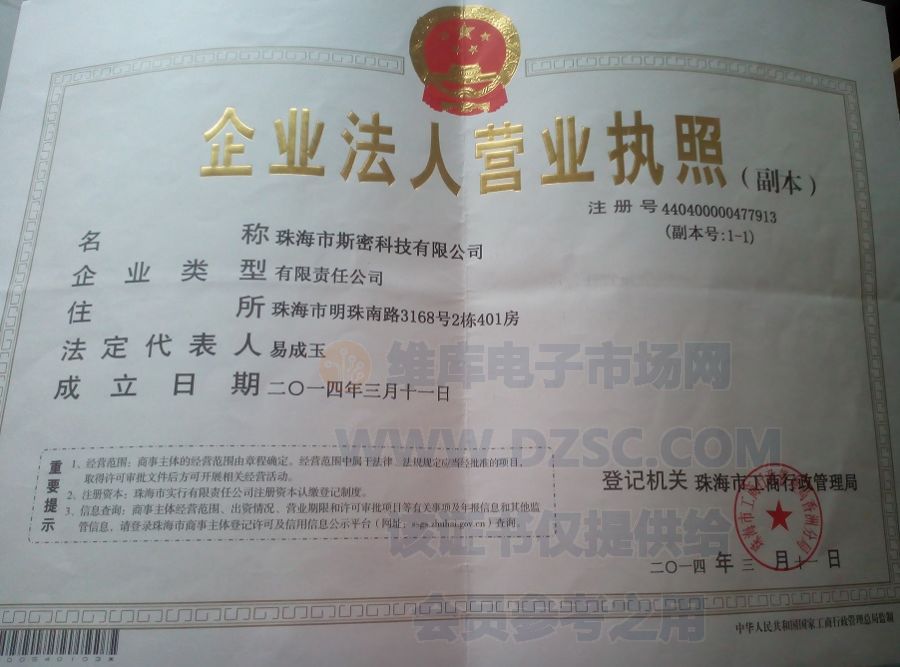 企业法人营业执照(副本)
注册号440400000477913
(副本号:1-1)
名称 珠海市斯密科技有限公司
企业类型 有限责任公司
住所 珠海市明珠南路3168号2栋401房
法定代表人 易成玉
成立日期 二〇一四年三月十一日
维库电子市场网
WWW.DZSC.COM
重要提示
1、经营范围:商事主体的经营范围由章程确定。经营范围中属于法律、法规规定应当经批准的项目,
取得许可审批文件后方可开展相关经营活动。
2、注册资本:珠海市实行有限责任公司注册资本认缴登记制度。
3、信息查询:商事主体经营范围、出资情况、营业期限和许可审批项目等有关事项及年报信息和其他监
管信息,请登录珠海市商事主体登记许可及信用信息公示平台(网址:s-gs.zhuhai.gov.cn)查询。
登记机关 珠海市工商行政管理局
该证书仅提供给
二〇一四年三月十一日
会员参考之用
中华人民共和国国家工商行政管理总局监制